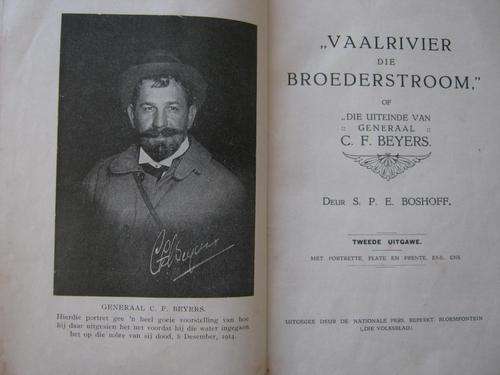 C F Beyers
GENERAAL C. F. BEYERS.
Hierdie portret gee 'n heel goeie voorstelling van hoe
hij daar uitgesien het net voordat hij die water ingegaan
het op die môre van sij dood, 8 Desember, 1914.
„VAALRIVIER
DIE
BROEDERSTROOM,"
OF
„DIE UITEINDE VAN
:: GENERAAL ::
C. F. BEYERS.
DEUR S. P. E. BOSHOFF.
TWEEDE UITGAWE.
MET PORTRETTE, PLATE EN PRENTE, ENS. ENS
UITGEGEE DEUR DE NATIONALE PERS, BEPERKT BLOEMFONTEIN
(„DIE VOLKSBLAD)